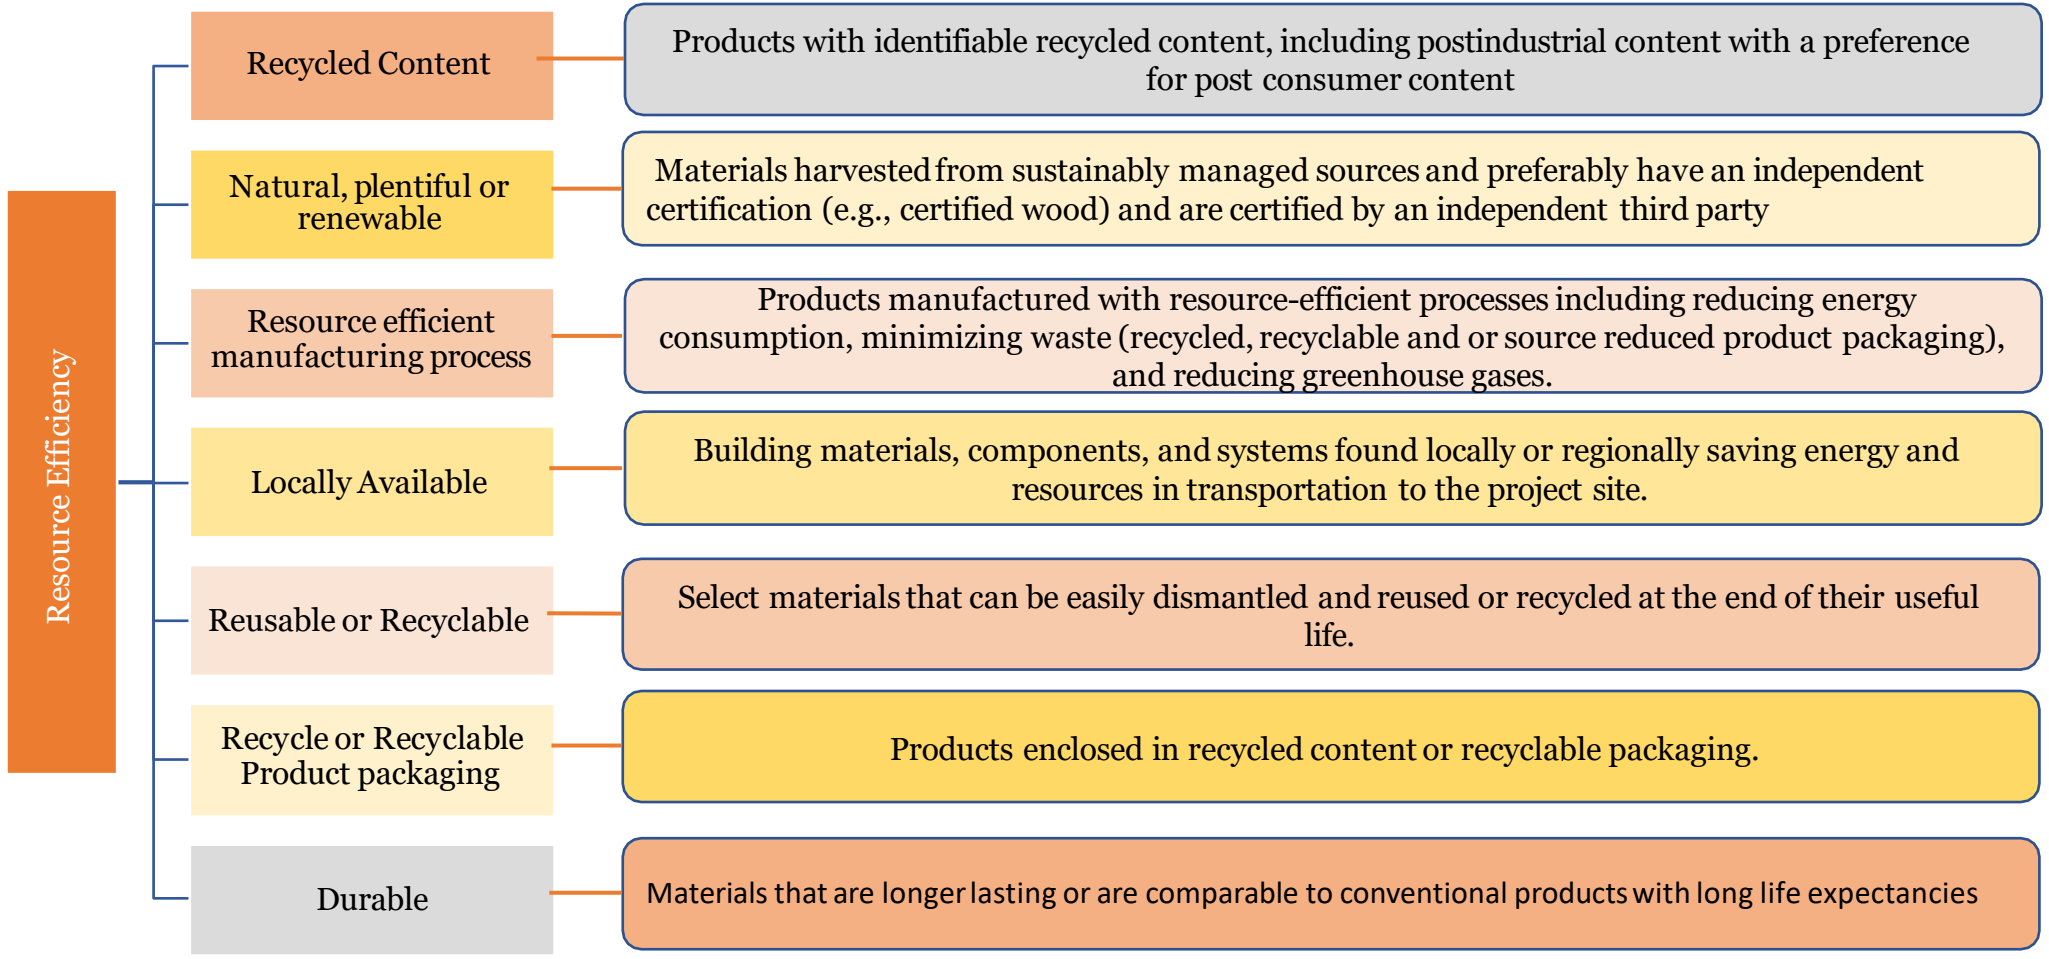 Resource Efficiency
Recycled Content
Products with identifiable recycled content, including postindustrial content with a preference
for post consumer content
Natural, plentiful or
renewable
Materials harvested from sustainably managed sources and preferably have an independent
certification (e.g., certified wood) and are certified by an independent third party
Resource efficient
manufacturing process
Products manufactured with resource-efficient processes including reducing energy
consumption, minimizing waste (recycled, recyclable and or source reduced product packaging),
and reducing greenhouse gases.
Locally Available
Building materials, components, and systems found locally or regionally saving energy and
resources in transportation to the project site.
Reusable or Recyclable
Select materials that can be easily dismantled and reused or recycled at the end of their useful
life.
Recycle or Recyclable
Product packaging
Products enclosed in recycled content or recyclable packaging.
Durable
Materials that are longer lasting or are comparable to conventional products with long life expectancies